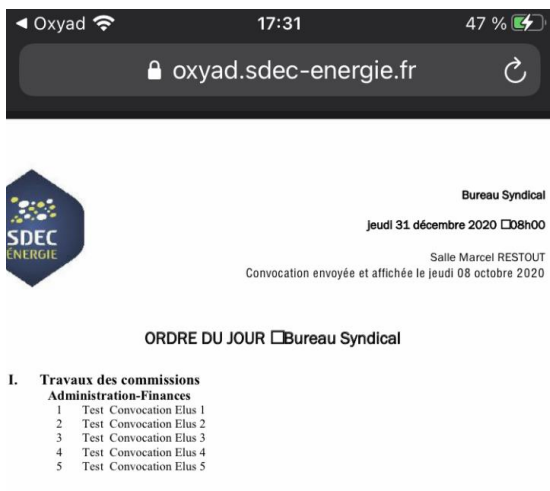 ◄ Oxyad 17:31 47 %
oxyad.sdec-energie.fr
SDEC
ÉNERGIE
Bureau Syndical
jeudi 31 décembre 2020 □08h00
Salle Marcel RESTOUT
Convocation envoyée et affichée le jeudi 08 octobre 2020
ORDRE DU JOUR □Bureau Syndical
I. Travaux des commissions
Administration-Finances
1 Test Convocation Elus 1
2 Test Convocation Elus 2
3 Test Convocation Elus 3
4 Test Convocation Elus 4
5 Test Convocation Elus 5